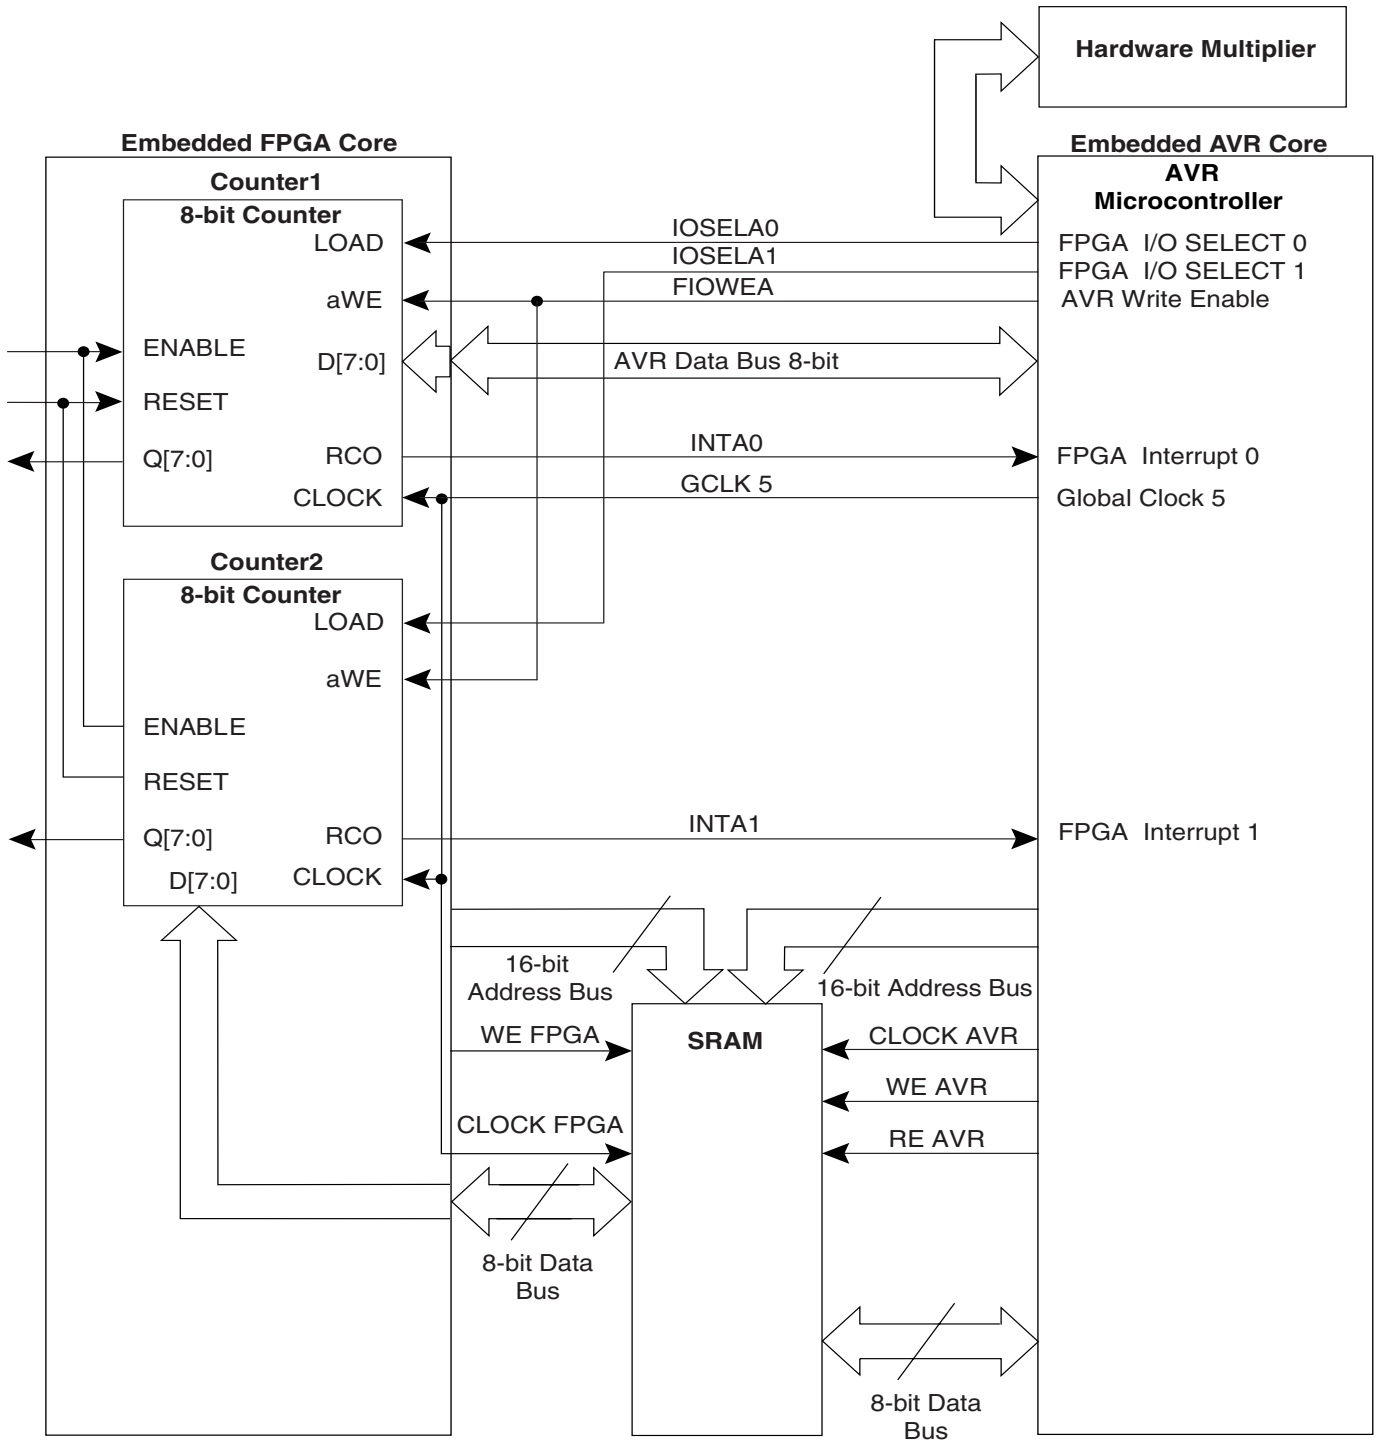 Hardware Multiplier
Embedded FPGA Core
Embedded AVR Core
Counter1
8-bit Counter
LOAD
aWE
ENABLE
D[7:0]
RESET
Q[7:0]
RCO
CLOCK
IOSELA0
IOSELA1
FIOWEA
AVR Data Bus 8-bit
INTA0
GCLK 5
AVR
Microcontroller
FPGA I/O SELECT 0
FPGA I/O SELECT 1
AVR Write Enable
FPGA Interrupt 0
Global Clock 5
Counter2
8-bit Counter
LOAD
aWE
ENABLE
RESET
Q[7:0]
RCO
D[7:0]
CLOCK
INTA1
FPGA Interrupt 1
16-bit
Address Bus
16-bit Address Bus
WE FPGA
SRAM
CLOCK AVR
WE AVR
CLOCK FPGA
RE AVR
8-bit Data
Bus
8-bit Data
Bus